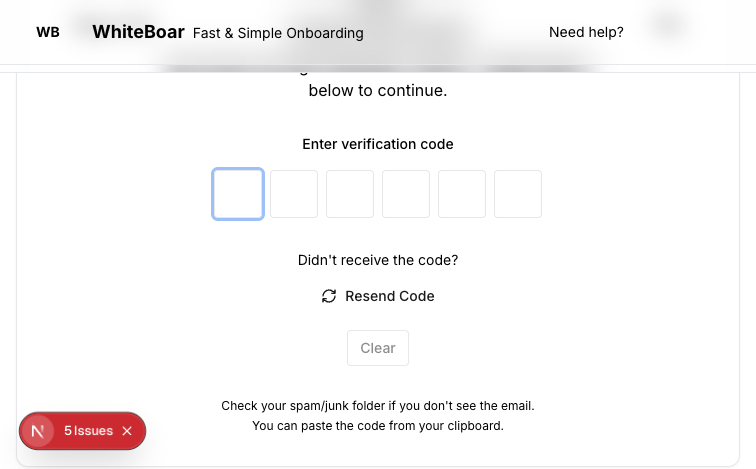 WB WhiteBoar Fast & Simple Onboarding Need help?
below to continue.
Enter verification code
Didn't receive the code?
Resend Code
Clear
Check your spam/junk folder if you don't see the email.
You can paste the code from your clipboard.
N 5 Issues